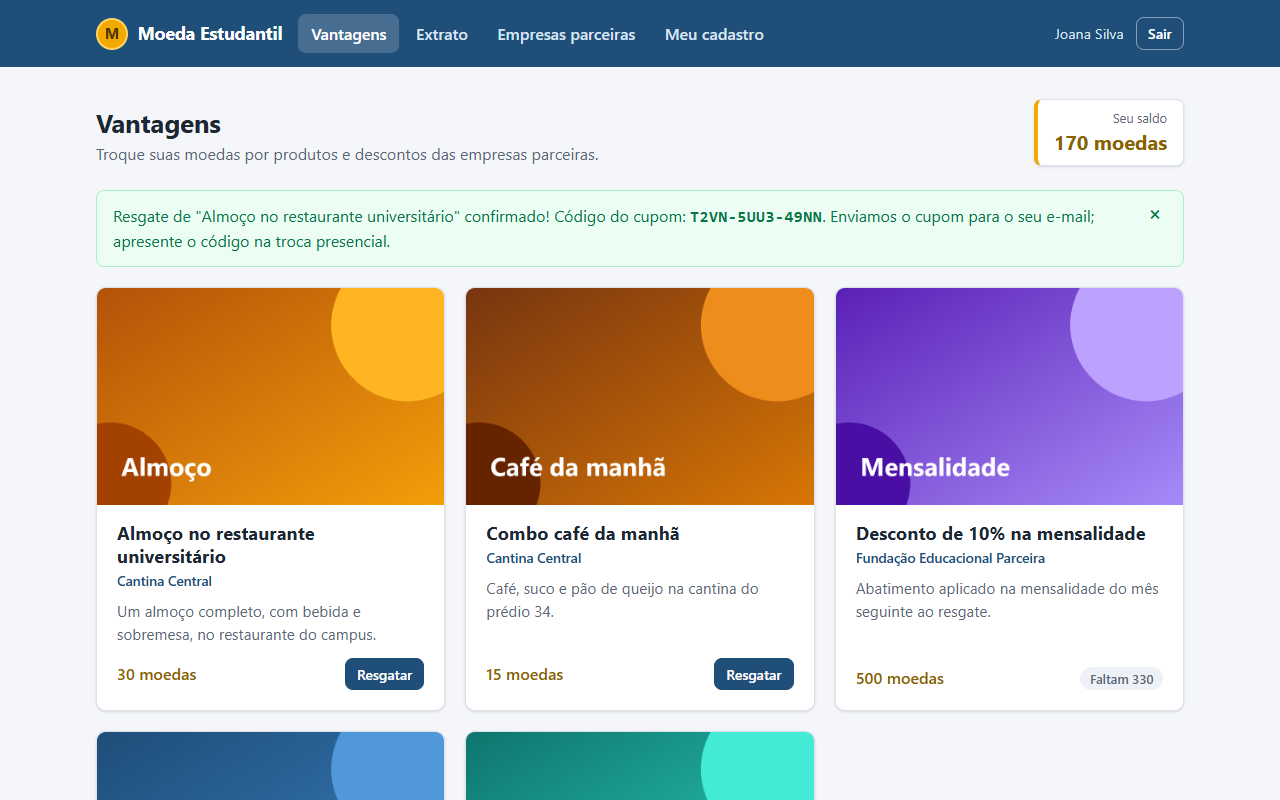 M Moeda Estudantil Vantagens Extrato Empresas parceiras Meu cadastro Joana Silva Sair
Vantagens
Troque suas moedas por produtos e descontos das empresas parceiras.
Seu saldo
170 moedas
Resgate de "Almoço no restaurante universitário" confirmado! Código do cupom: T2VN-5UU3-49NN. Enviamos o cupom para o seu e-mail;
apresente o código na troca presencial.
×
Almoço
Almoço no restaurante
universitário
Cantina Central
Um almoço completo, com bebida e
sobremesa, no restaurante do campus.
30 moedas Resgatar
Café da manhã
Combo café da manhã
Cantina Central
Café, suco e pão de queijo na cantina do
prédio 34.
15 moedas Resgatar
Mensalidade
Desconto de 10% na mensalidade
Fundação Educacional Parceira
Abatimento aplicado na mensalidade do mês
seguinte ao resgate.
500 moedas Faltam 330